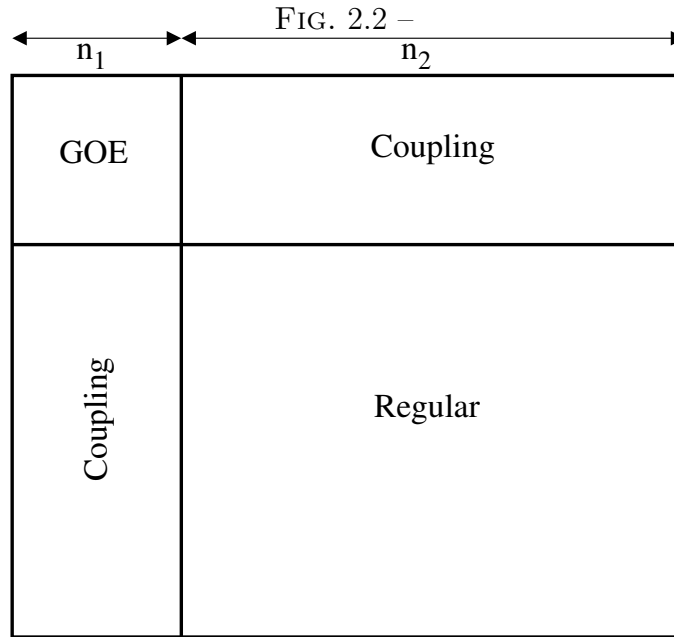 FIG. 2.2 –
n₁ n₂
GOE Coupling
Coupling Regular